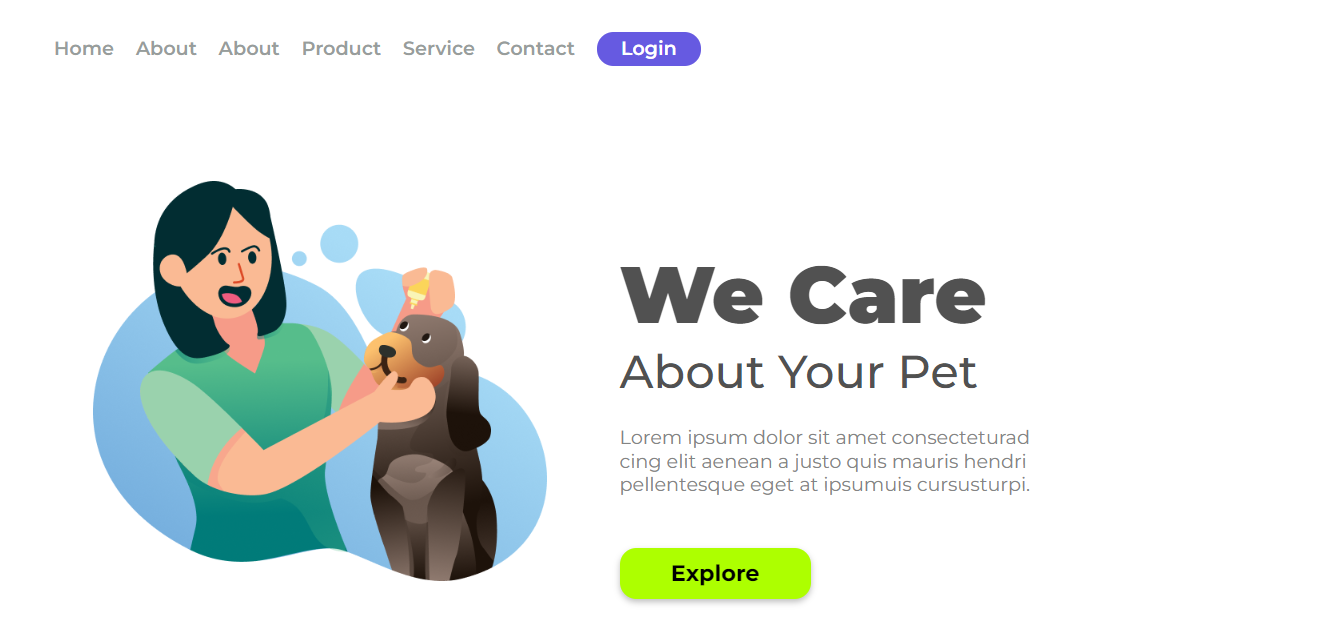 Home About About Product Service Contact Login
We Care
About Your Pet
Lorem ipsum dolor sit amet consecteturad
cing elit aenean a justo quis mauris hendri
pellentesque eget at ipsumuis cursusturpi.
Explore